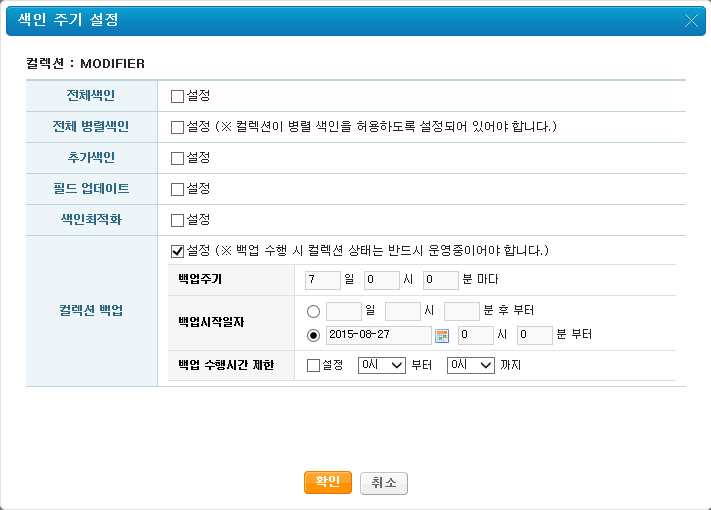 색인 주기 설정
컬렉션 : MODIFIER
전체색인 설정
전체 병렬색인 설정 (※ 컬렉션이 병렬 색인을 허용하도록 설정되어 있어야 합니다.)
추가색인 설정
필드 업데이트 설정
색인최적화 설정
컬렉션 백업 설정 (※ 백업 수행 시 컬렉션 상태는 반드시 운영중이어야 합니다.)
백업주기 7 일 0 시 0 분 마다
백업시작일자 일 시 분 후 부터
2015-08-27 0 시 0 분 부터
백업 수행시간 제한 설정 0시 부터 0시 까지
확인 취소